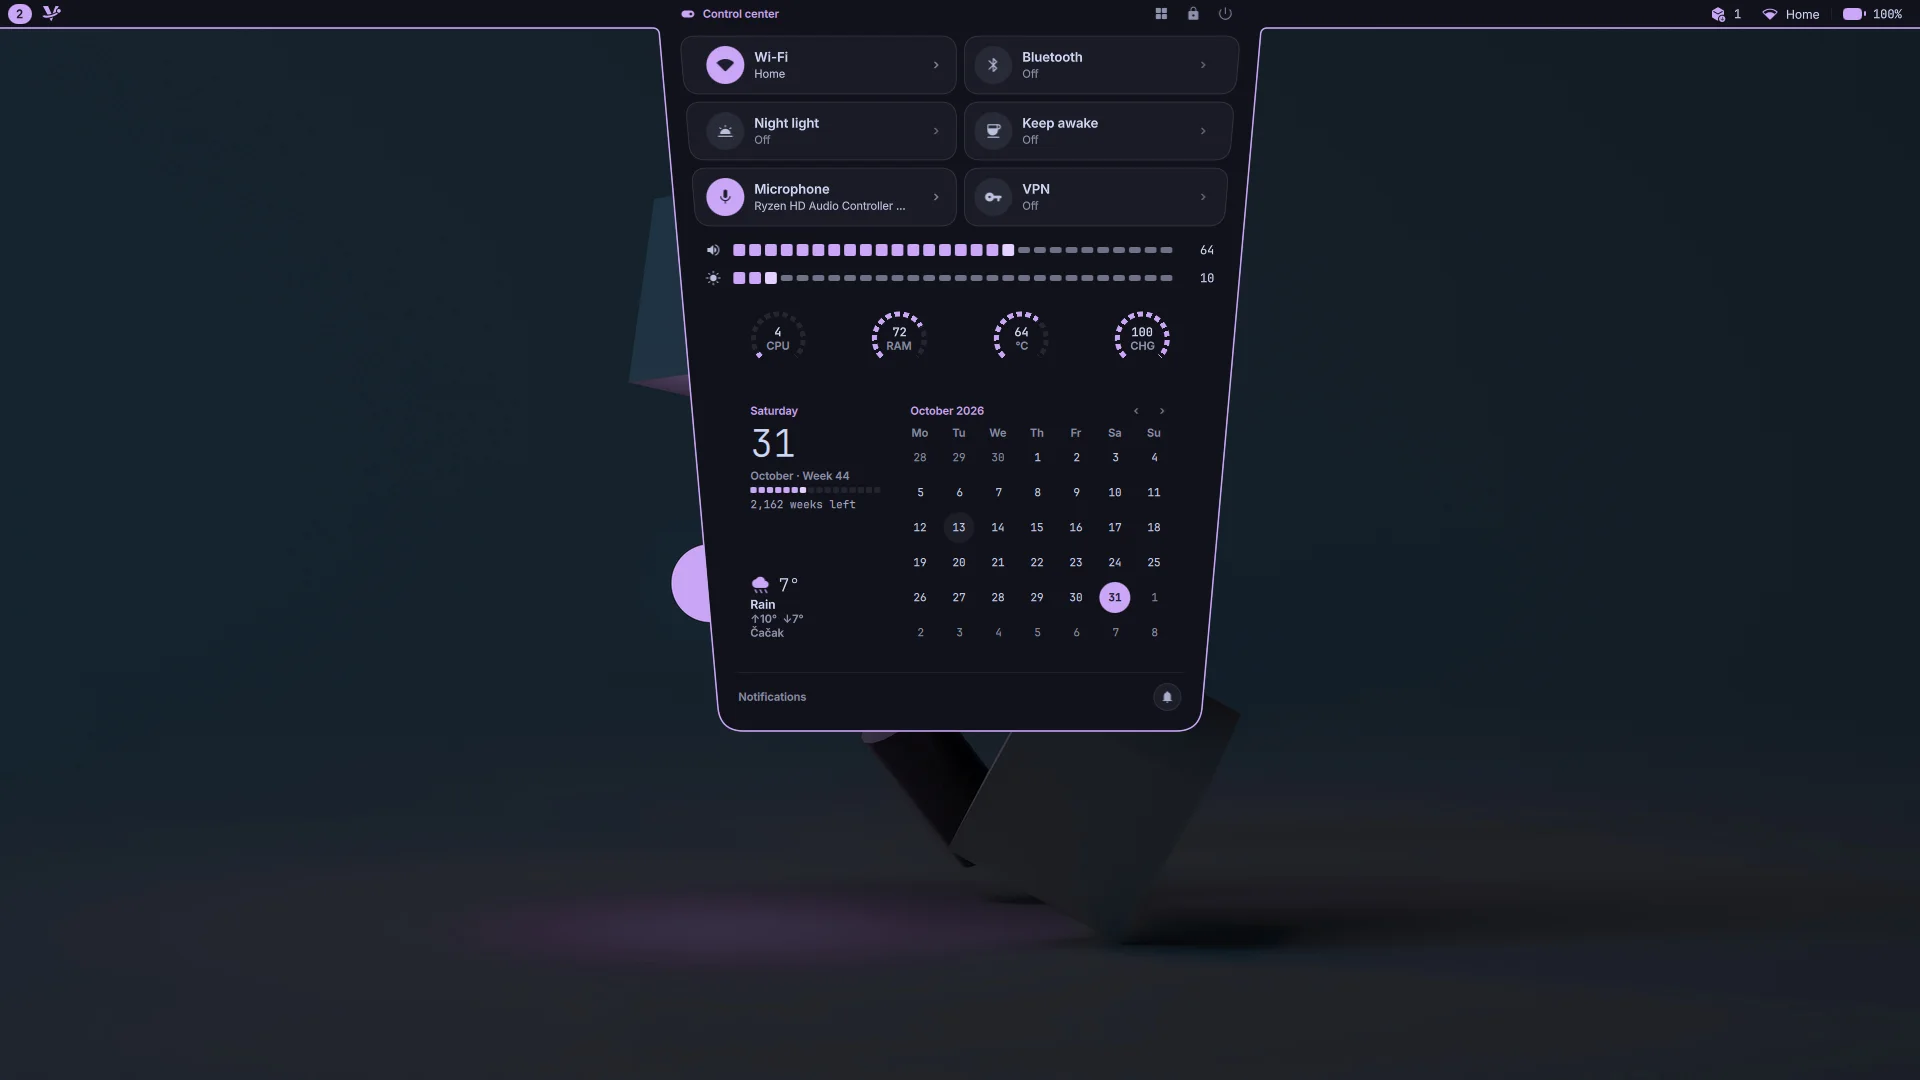 2
Control center
1
Home
100%
Wi-Fi
Home
Bluetooth
Off
Night light
Off
Keep awake
Off
Microphone
Ryzen HD Audio Controller ...
VPN
Off
64
10
4
CPU
72
RAM
64
°C
100
CHG
Saturday
31
October · Week 44
2,162 weeks left
7°
Rain
↑10° ↓7°
Čačak
October 2026
Mo Tu We Th Fr Sa Su
28 29 30 1 2 3 4
5 6 7 8 9 10 11
12 13 14 15 16 17 18
19 20 21 22 23 24 25
26 27 28 29 30 31 1
2 3 4 5 6 7 8
Notifications